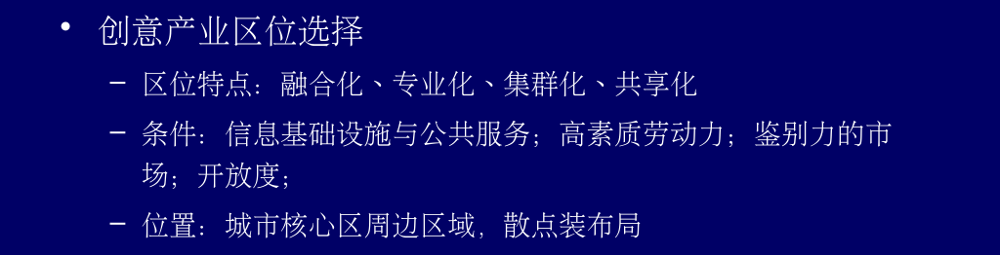 • 创意产业区位选择
– 区位特点：融合化、专业化、集群化、共享化
– 条件：信息基础设施与公共服务；高素质劳动力；鉴别力的市
场；开放度；
– 位置：城市核心区周边区域，散点装布局